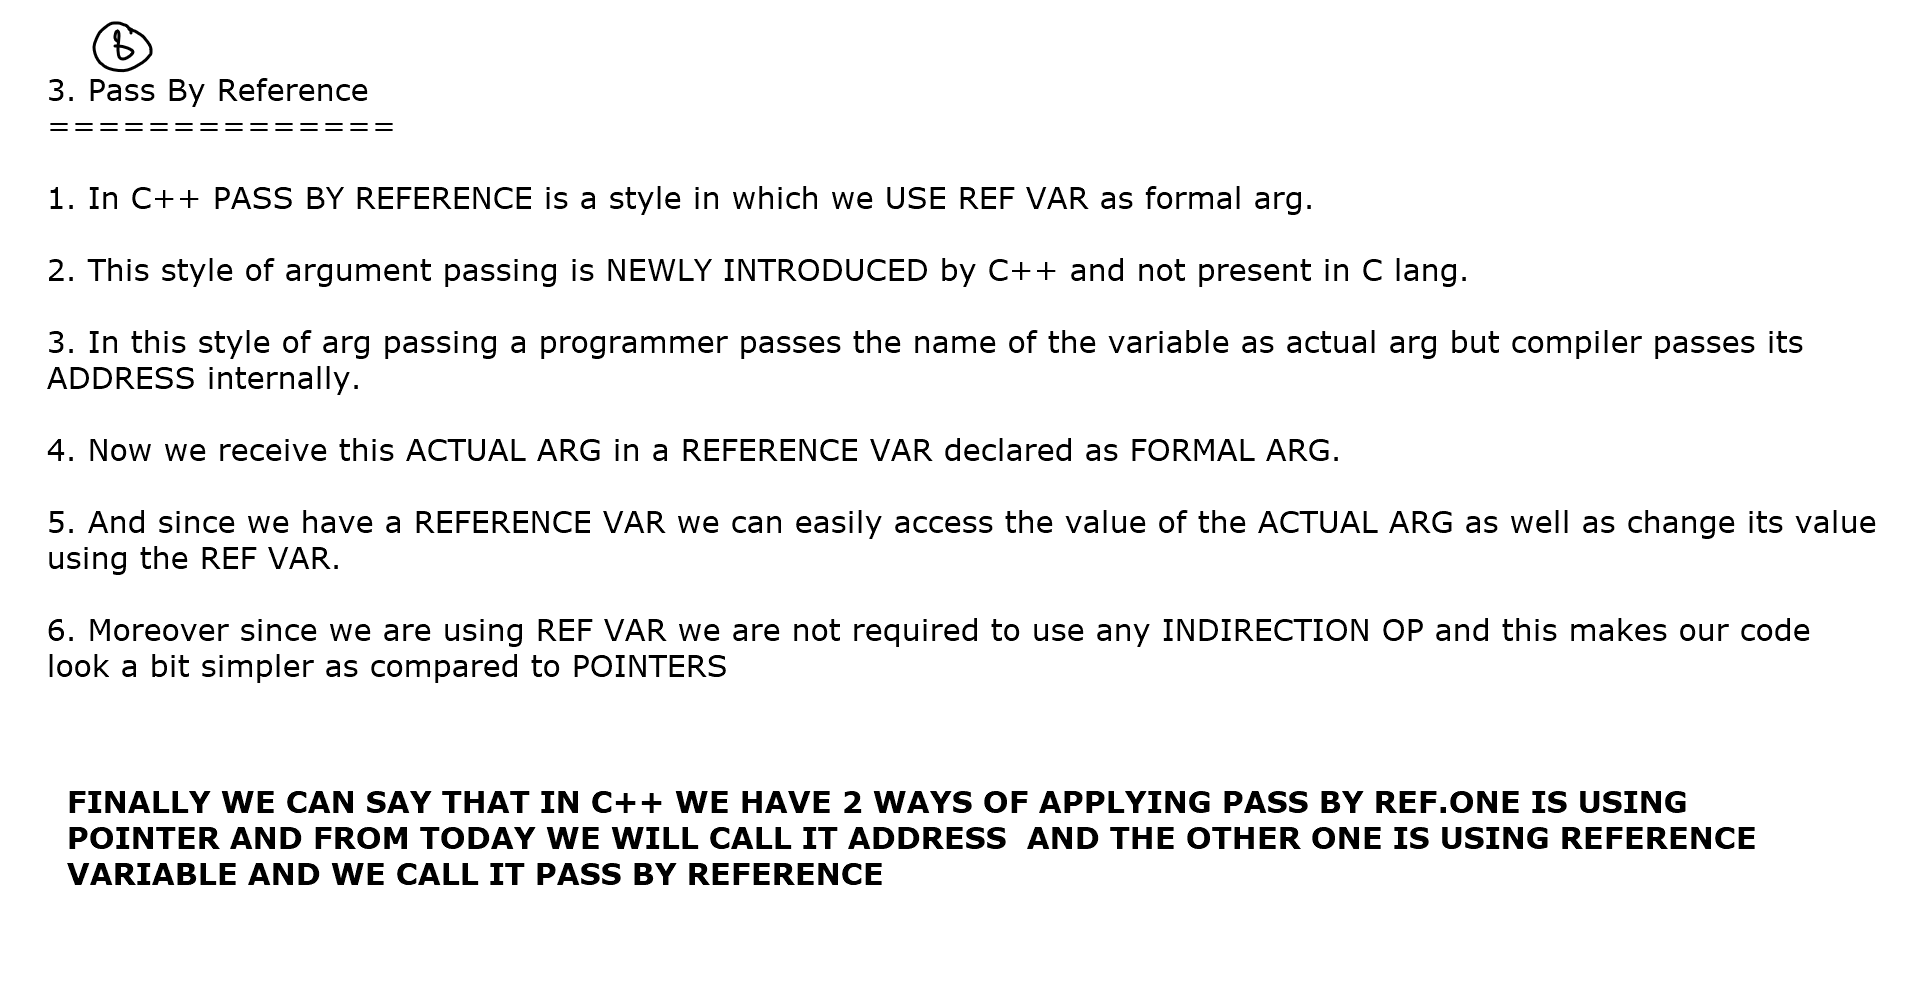 3. Pass By Reference
==============
1. In C++ PASS BY REFERENCE is a style in which we USE REF VAR as formal arg.
2. This style of argument passing is NEWLY INTRODUCED by C++ and not present in C lang.
3. In this style of arg passing a programmer passes the name of the variable as actual arg but compiler passes its
ADDRESS internally.
4. Now we receive this ACTUAL ARG in a REFERENCE VAR declared as FORMAL ARG.
5. And since we have a REFERENCE VAR we can easily access the value of the ACTUAL ARG as well as change its value
using the REF VAR.
6. Moreover since we are using REF VAR we are not required to use any INDIRECTION OP and this makes our code
look a bit simpler as compared to POINTERS
FINALLY WE CAN SAY THAT IN C++ WE HAVE 2 WAYS OF APPLYING PASS BY REF.ONE IS USING
POINTER AND FROM TODAY WE WILL CALL IT ADDRESS  AND THE OTHER ONE IS USING REFERENCE
VARIABLE AND WE CALL IT PASS BY REFERENCE